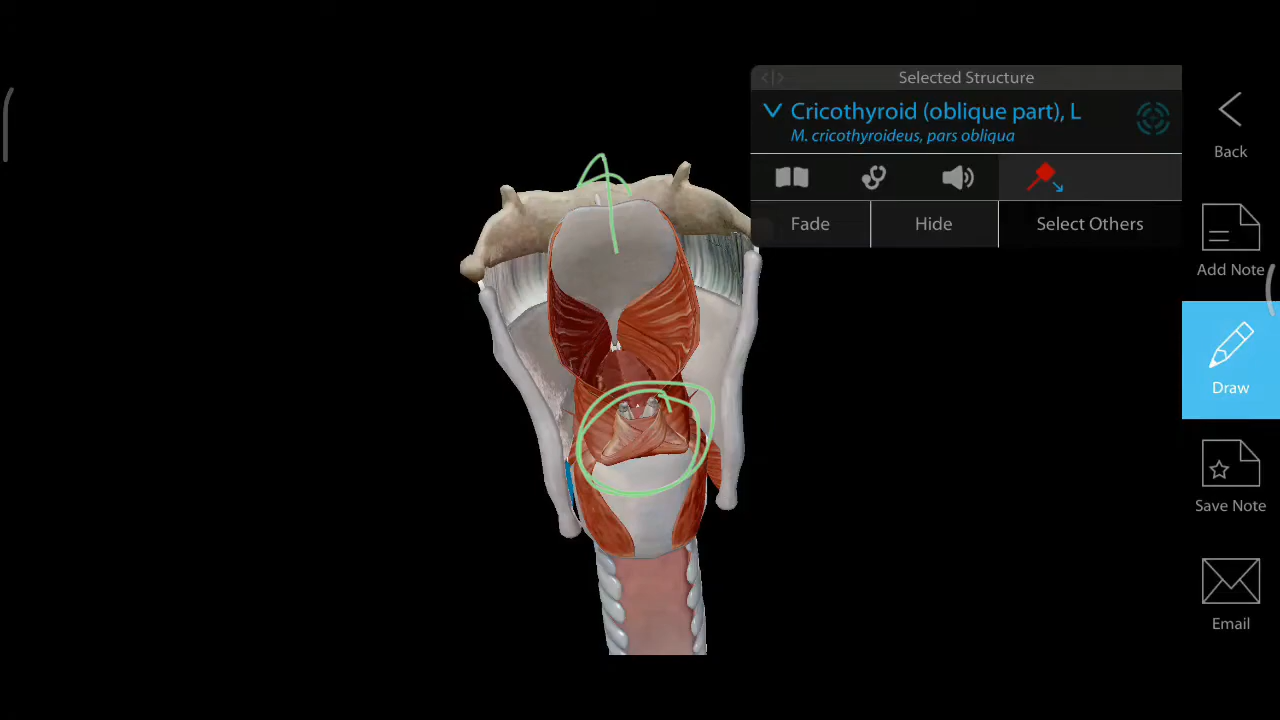 Selected Structure
Cricothyroid (oblique part), L
M. cricothyroideus, pars obliqua
Fade
Hide
Select Others
Back
Add Note
Draw
Save Note
Email